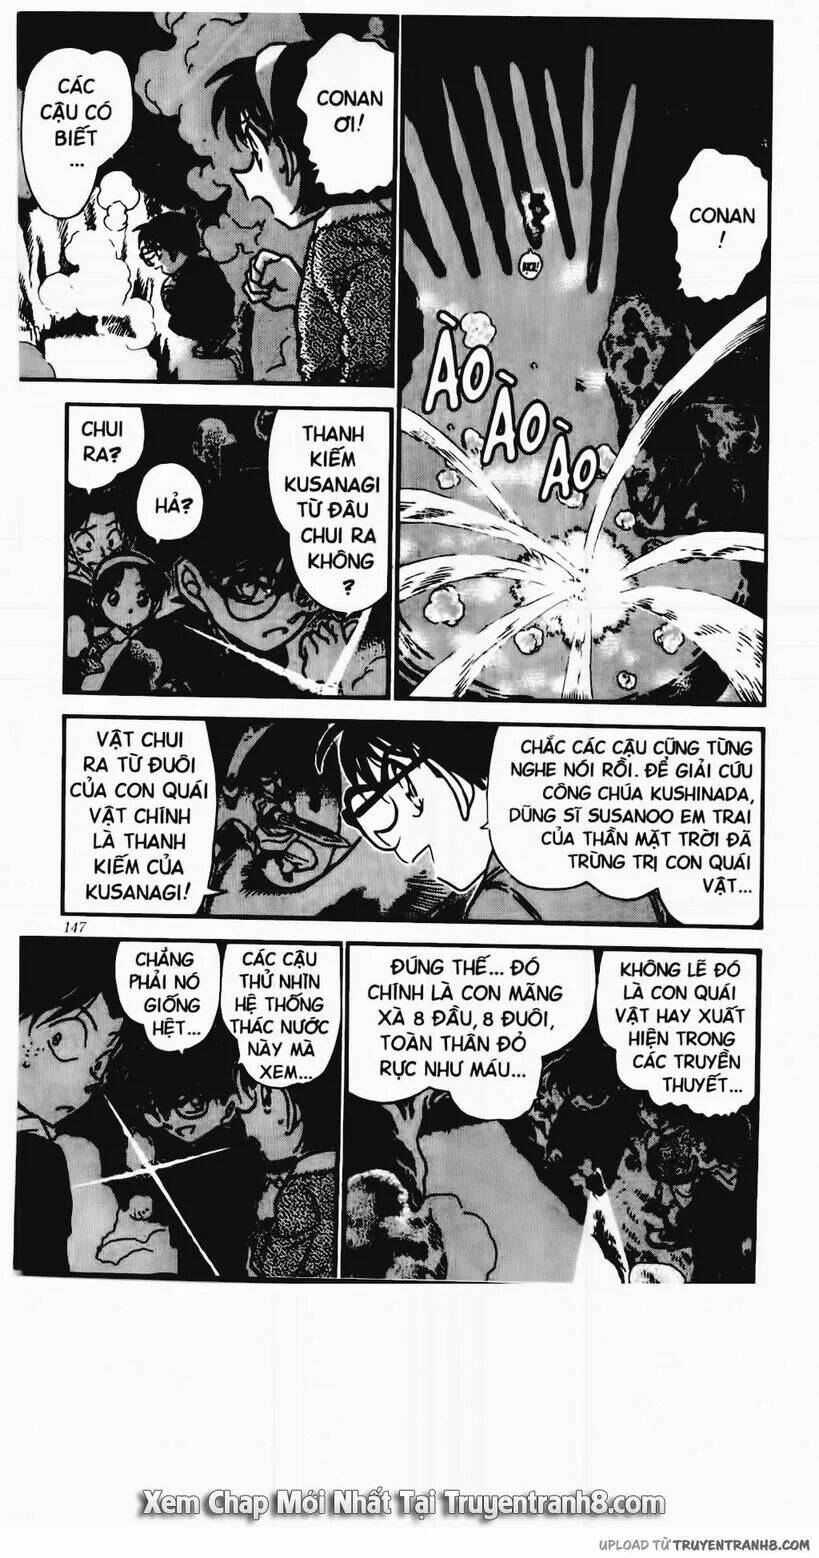 CONAN
!
ÀO
ÀO
ÀO
CONAN
ƠI!
CÁC
CẬU CÓ
BIẾT
...
THANH
KIẾM
KUSANAGI
TỪ ĐÂU
CHUI RA
KHÔNG
?
HẢ?
CHUI
RA?
CHẮC CÁC CẬU CŨNG TỪNG
NGHE NÓI RỒI. ĐỂ GIẢI CỨU
CÔNG CHÚA KUSHINADA,
DŨNG SĨ SUSANOO EM TRAI
CỦA THẦN MẶT TRỜI ĐÃ
TRỪNG TRỊ CON QUÁI
VẬT...
VẬT CHUI
RA TỪ ĐUÔI
CỦA CON QUÁI
VẬT CHÍNH
LÀ THANH
KIẾM CỦA
KUSANAGI!
147
KHÔNG LẼ ĐÓ
LÀ CON QUÁI
VẬT HAY XUẤT
HIỆN TRONG
CÁC TRUYỀN
THUYẾT...
ĐÚNG THẾ... ĐÓ
CHÍNH LÀ CON MÃNG
XÀ 8 ĐẦU, 8 ĐUÔI,
TOÀN THÂN ĐỎ
RỰC NHƯ MÁU...
CÁC CẬU
THỬ NHÌN
HỆ THỐNG
THÁC NƯỚC
NÀY MÀ
XEM...
CHẲNG
PHẢI NÓ
GIỐNG
HỆT...
Xem Chap Mới Nhất Tại Truyentranh8.com
UPLOAD TỪ TRUYENTRANH8.COM